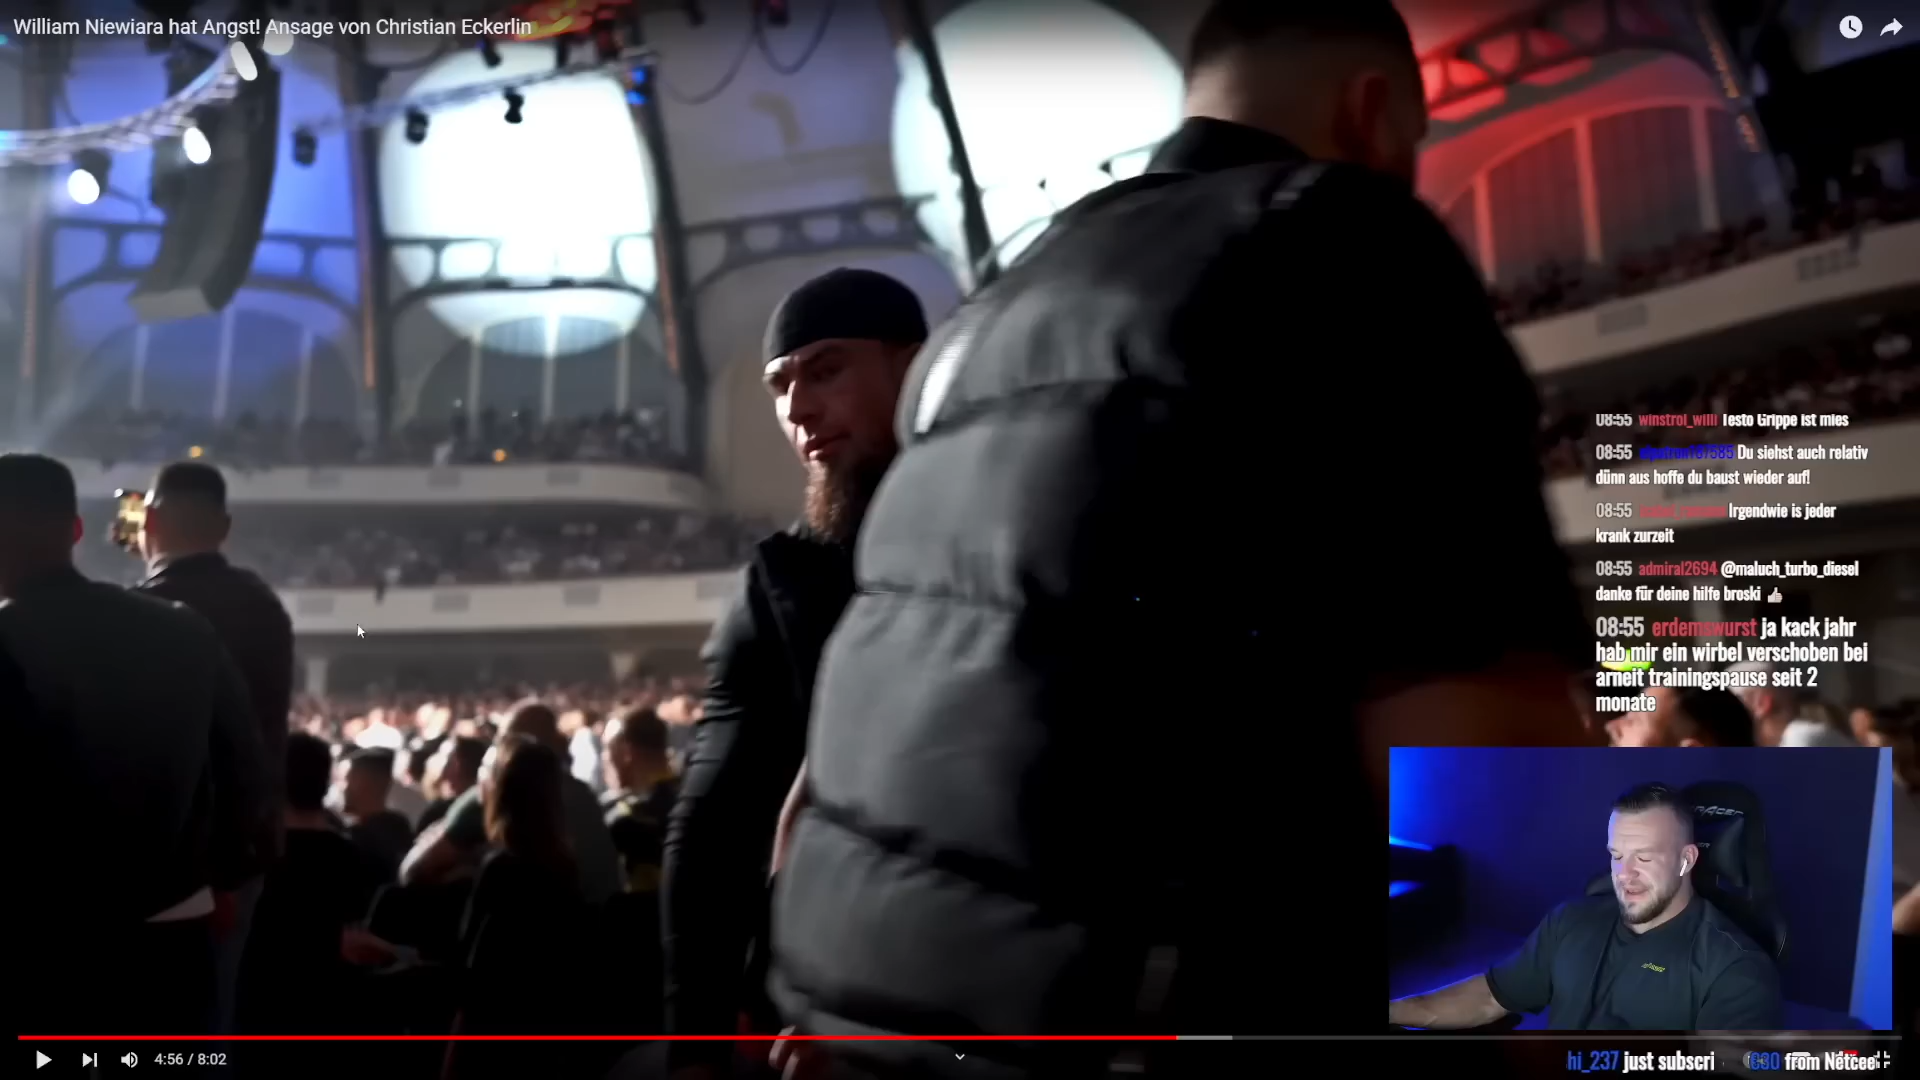 William Niewiara hat Angst! Ansage von Christian Eckerlin
08:55 winstrol_willi Testo Grippe ist mies
08:55 Du siehst auch relativ
dünn aus hoffe du baust wieder auf!
08:55 Irgendwie is jeder
krank zurzeit
08:55 admiral2694 @maluch_turbo_diesel
danke für deine hilfe broski 👍
08:55 erdemswurst ja kack jahr
hab mir ein wirbel verschoben bei
arneit trainingspause seit 2
monate
4:56 / 8:02
hi_237 just subscri
from Netcee